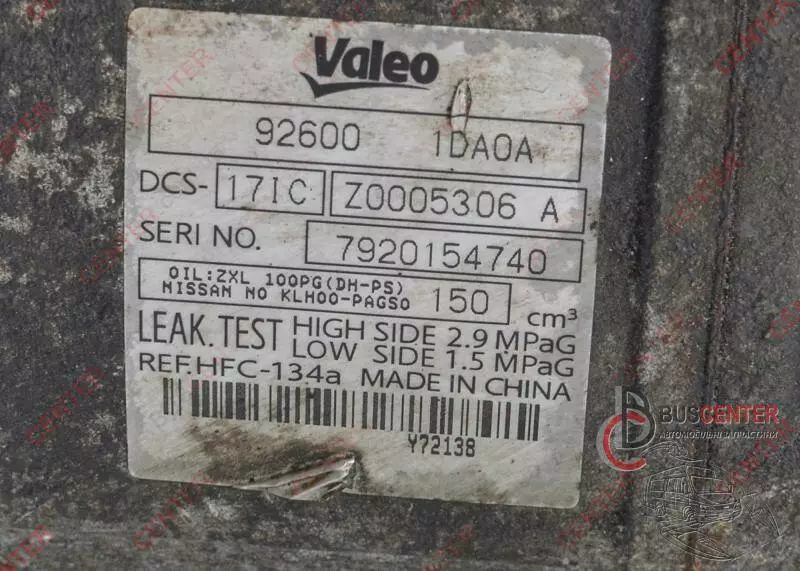 Valeo
92600 1DA0A
DCS- 17IC Z0005306 A
SERI NO. 7920154740
OIL:ZXL 100PG(DH-PS)
NISSAN NO KLH00-PAGS0 150 cm³
LEAK. TEST HIGH SIDE 2.9 MPaG
LOW SIDE 1.5 MPaG
REF.HFC-134a MADE IN CHINA
Y72138
BUSCENTER
АВТОМОБІЛЬНІ ЗАПЧАСТИНИ